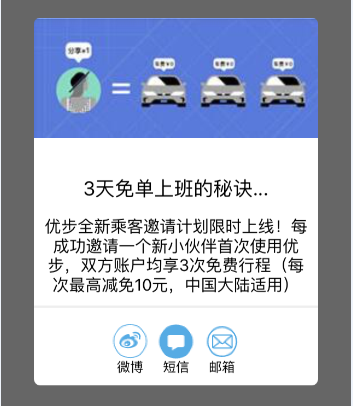 分享×1
免费×3
免费×3
免费×3
3天免单上班的秘诀...
优步全新乘客邀请计划限时上线！每
成功邀请一个新小伙伴首次使用优
步，双方账户均享3次免费行程（每
次最高减免10元，中国大陆适用）
微博 短信 邮箱